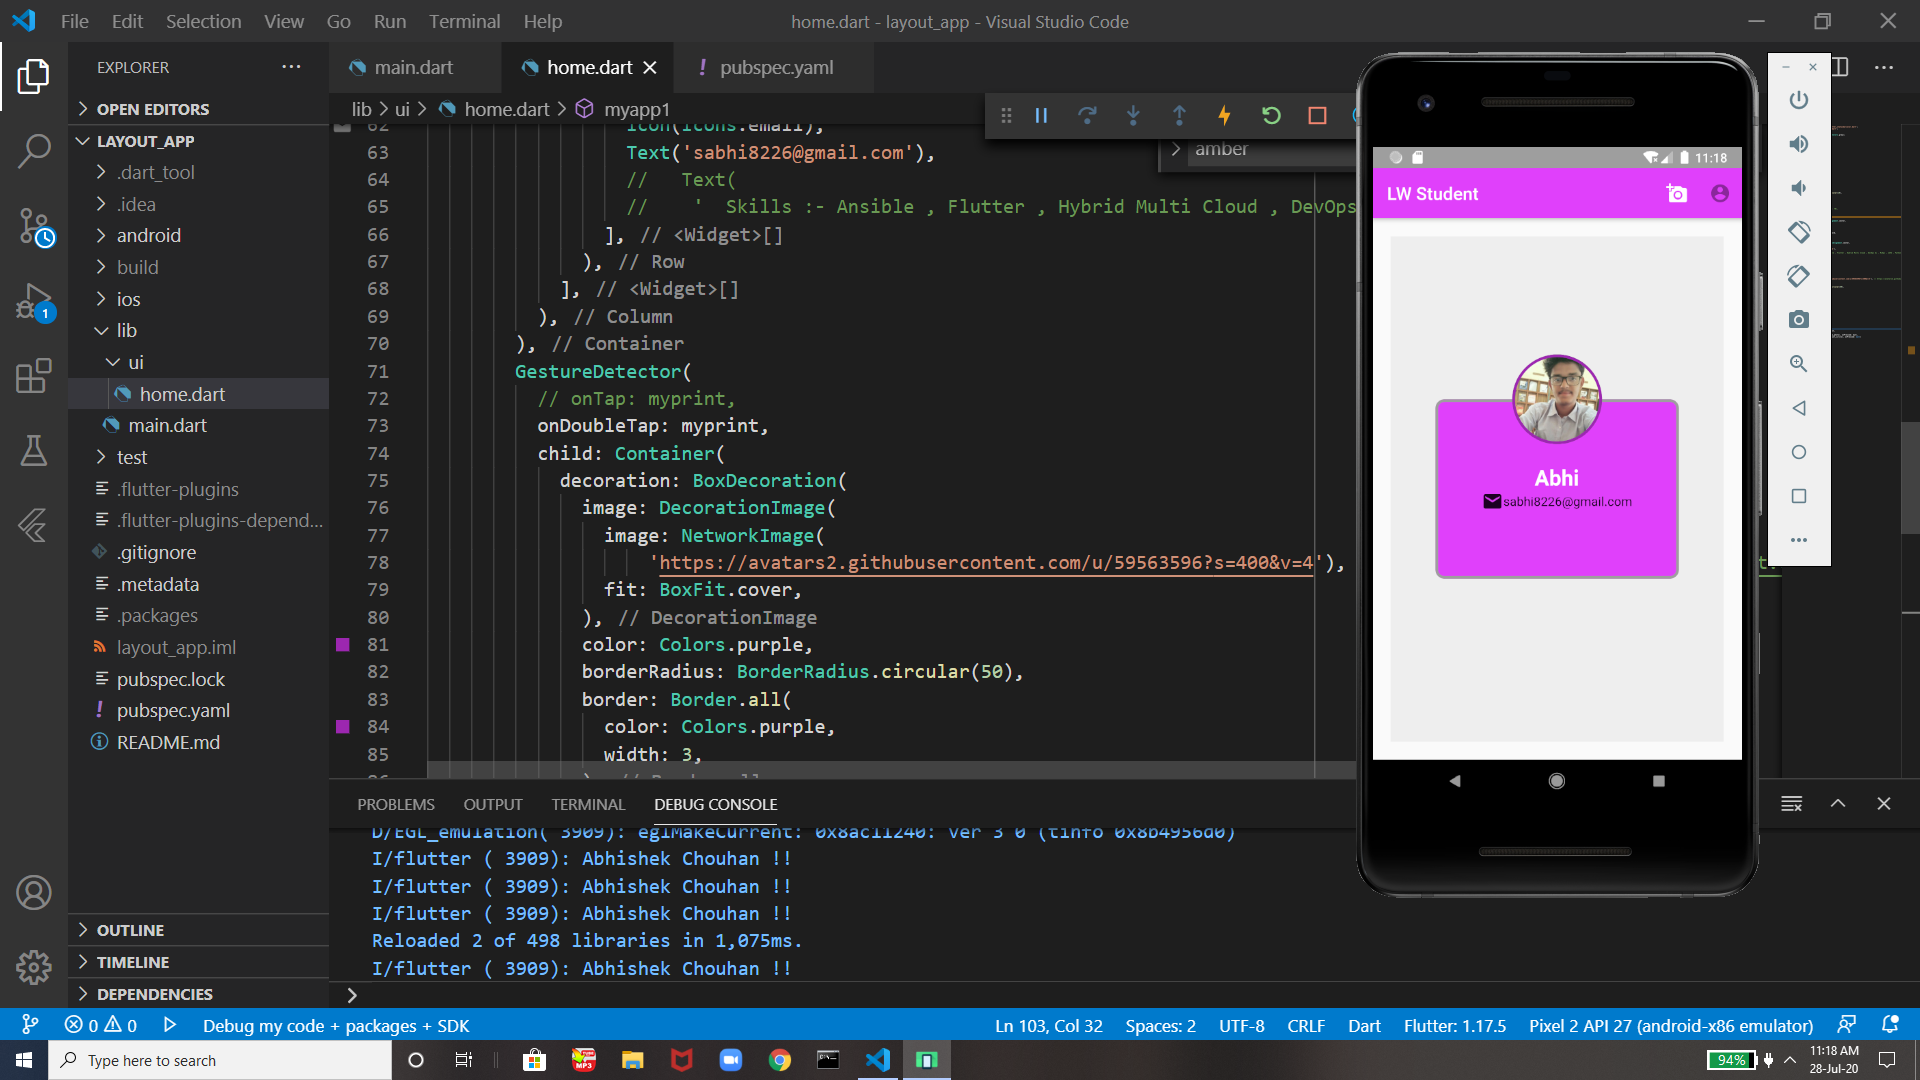 File Edit Selection View Go Run Terminal Help
home.dart - layout_app - Visual Studio Code
EXPLORER
OPEN EDITORS
LAYOUT_APP
.dart_tool
.idea
android
build
ios
lib
ui
home.dart
main.dart
test
.flutter-plugins
.flutter-plugins-depend...
.gitignore
.metadata
.packages
layout_app.iml
pubspec.lock
pubspec.yaml
README.md
OUTLINE
TIMELINE
DEPENDENCIES
main.dart home.dart pubspec.yaml
lib > ui > home.dart > myapp1
amber
62 Icon(Icons.email),
63 Text('sabhi8226@gmail.com'),
64 // Text(
65 // ' Skills :- Ansible , Flutter , Hybrid Multi Cloud , DevOps
66 ], // <Widget>[]
67 ), // Row
68 ], // <Widget>[]
69 ), // Column
70 ), // Container
71 GestureDetector(
72 // onTap: myprint,
73 onDoubleTap: myprint,
74 child: Container(
75 decoration: BoxDecoration(
76 image: DecorationImage(
77 image: NetworkImage(
78 'https://avatars2.githubusercontent.com/u/59563596?s=400&v=4'),
79 fit: BoxFit.cover,
80 ), // DecorationImage
81 color: Colors.purple,
82 borderRadius: BorderRadius.circular(50),
83 border: Border.all(
84 color: Colors.purple,
85 width: 3,
PROBLEMS OUTPUT TERMINAL DEBUG CONSOLE
D/EGL_emulation( 3909): eglMakeCurrent: 0x8ac11240: ver 3 0 (tinfo 0x8b4956d0)
I/flutter ( 3909): Abhishek Chouhan !!
I/flutter ( 3909): Abhishek Chouhan !!
I/flutter ( 3909): Abhishek Chouhan !!
Reloaded 2 of 498 libraries in 1,075ms.
I/flutter ( 3909): Abhishek Chouhan !!
11:18
LW Student
Abhi
sabhi8226@gmail.com
1
0 0 Debug my code + packages + SDK
Ln 103, Col 32 Spaces: 2 UTF-8 CRLF Dart Flutter: 1.17.5 Pixel 2 API 27 (android-x86 emulator)
Type here to search
MP3
94%
11:18 AM
28-Jul-20